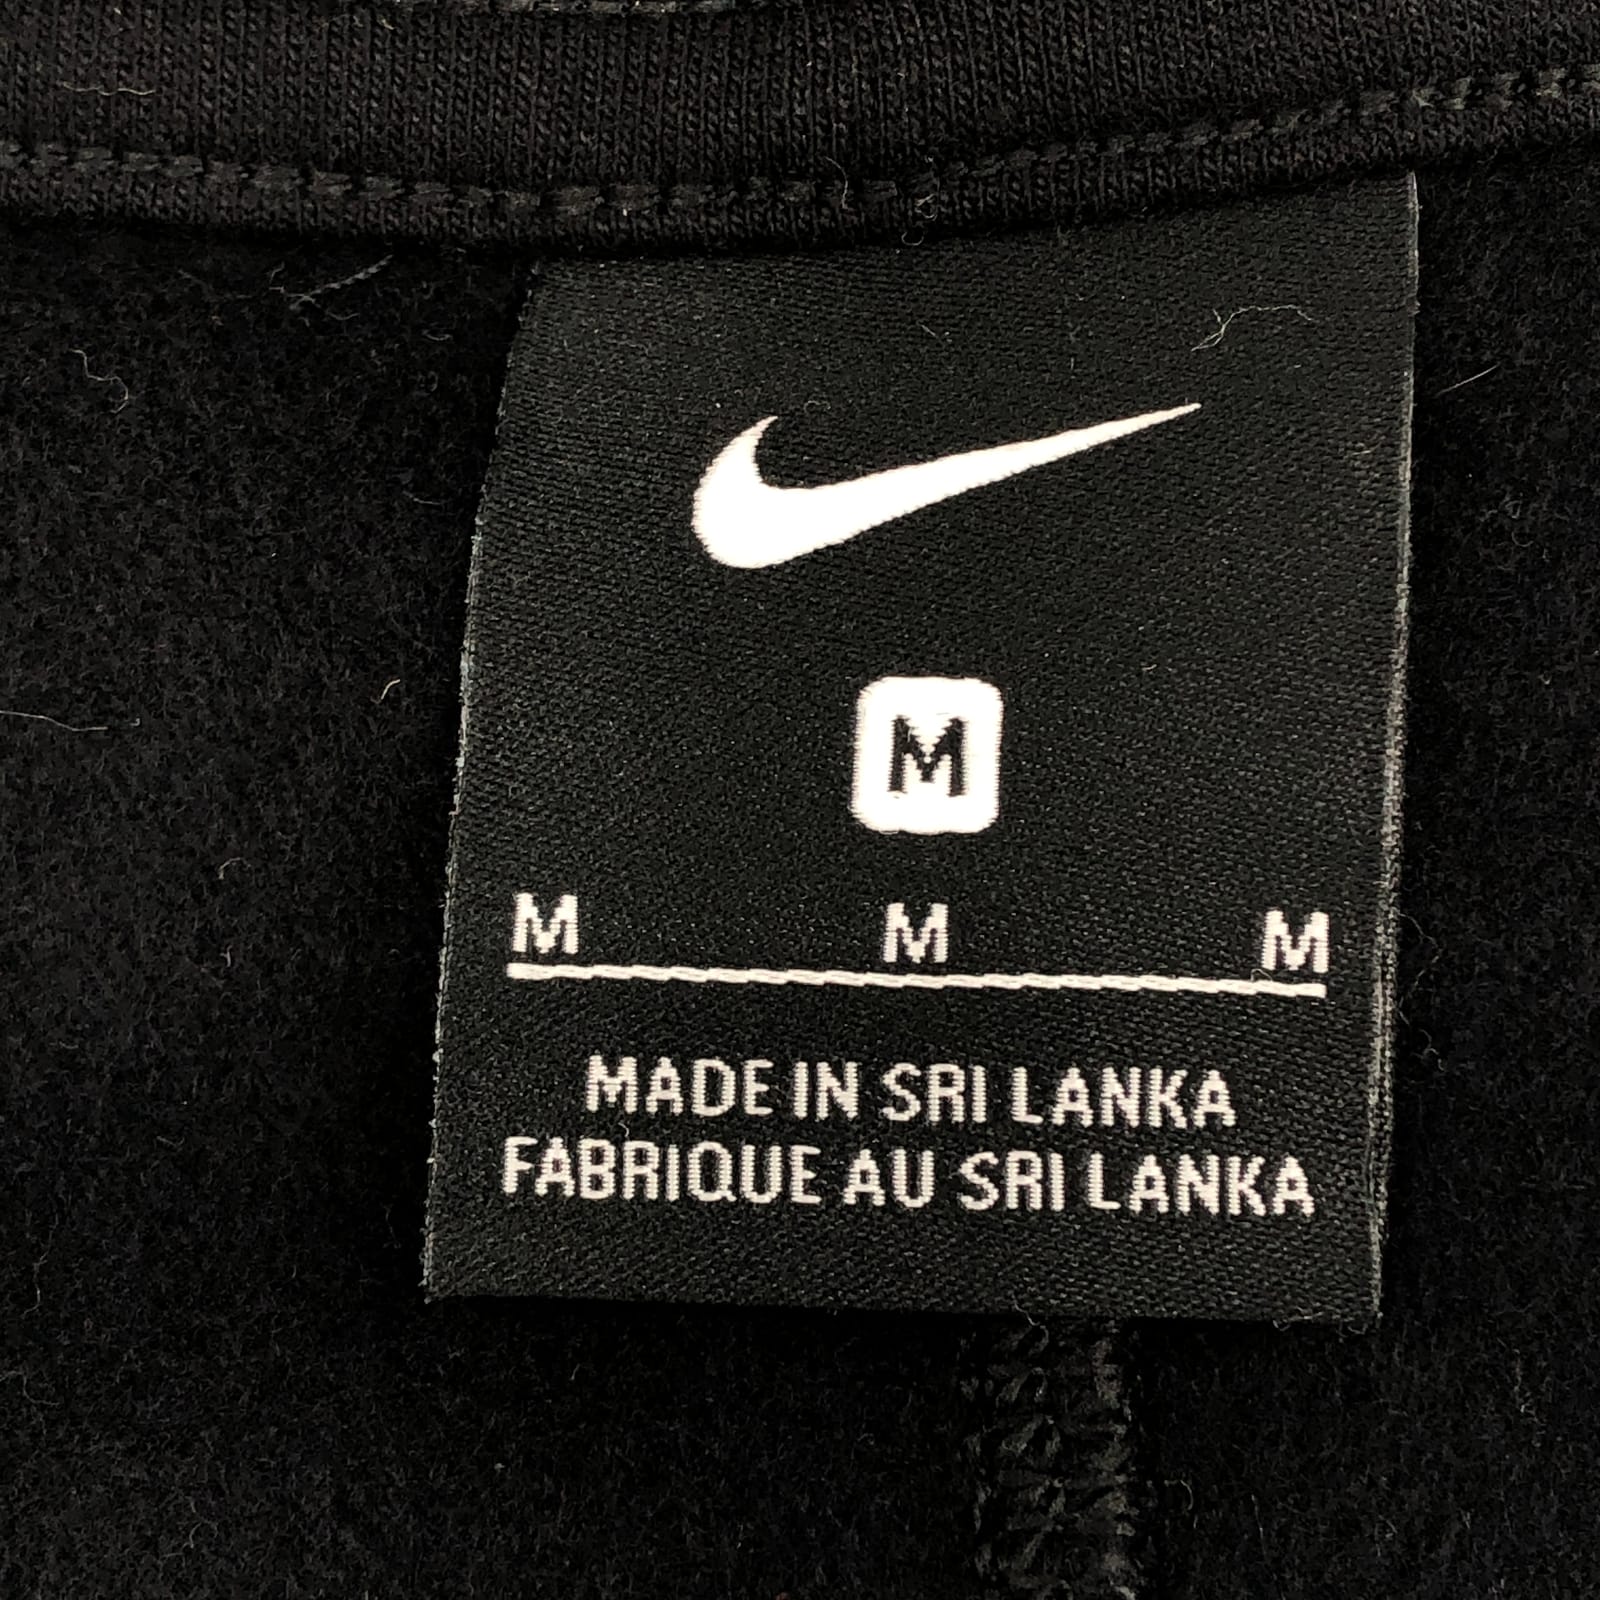 M
M M M
MADE IN SRI LANKA
FABRIQUE AU SRI LANKA